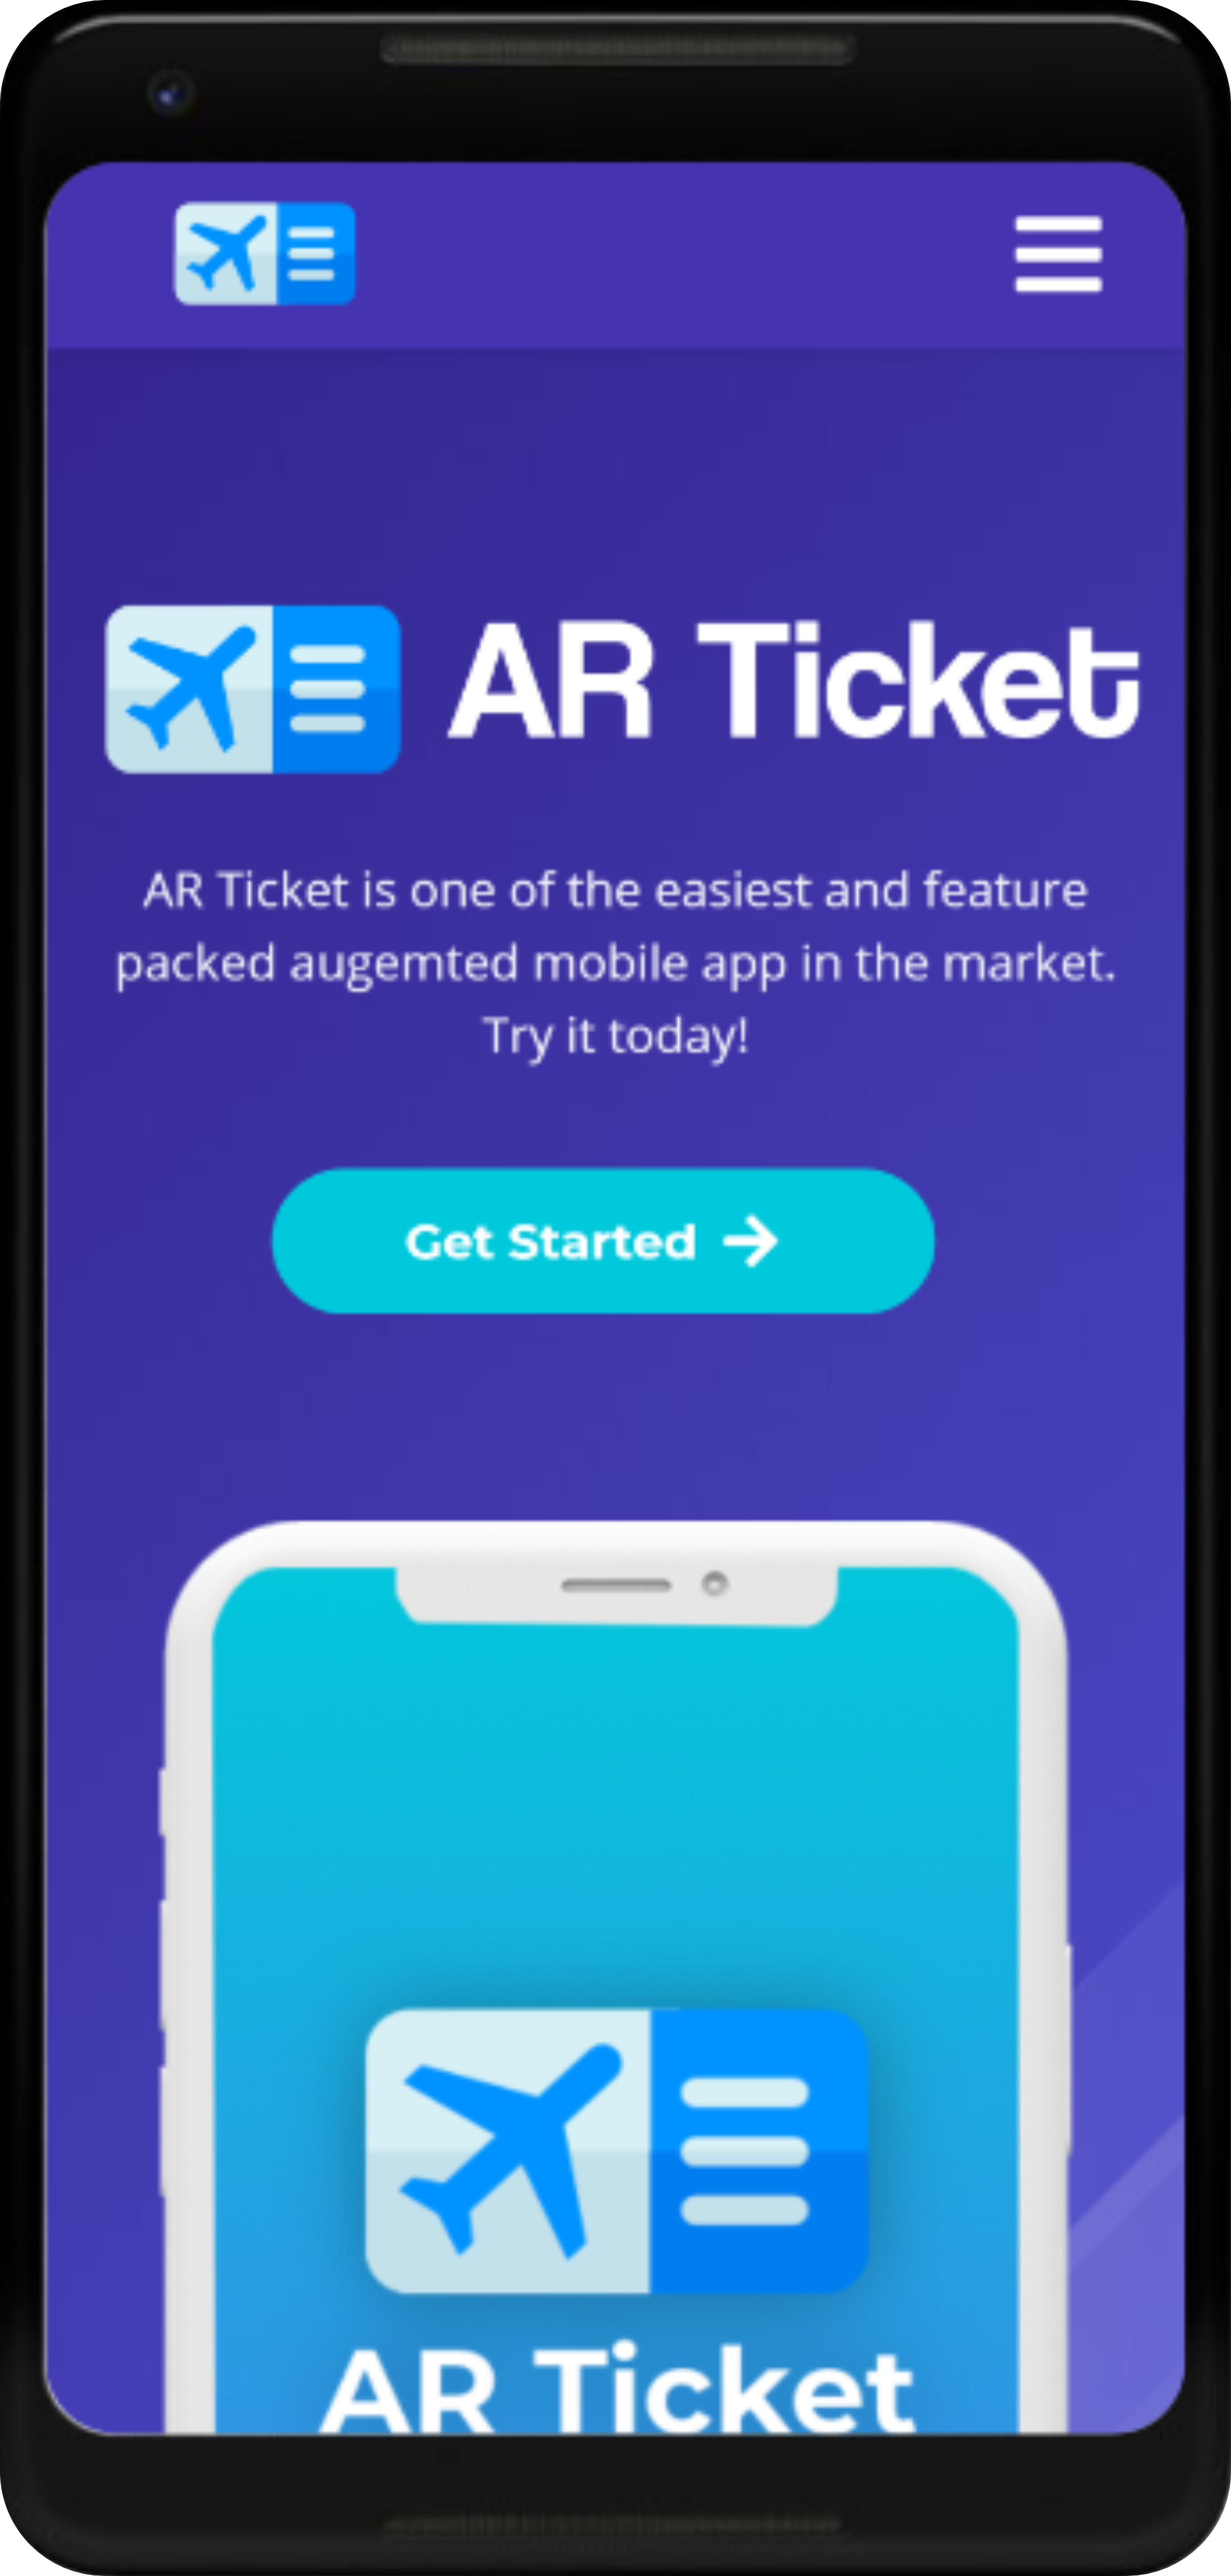 AR Ticket
AR Ticket is one of the easiest and feature
packed augemted mobile app in the market.
Try it today!
Get Started
AR Ticket